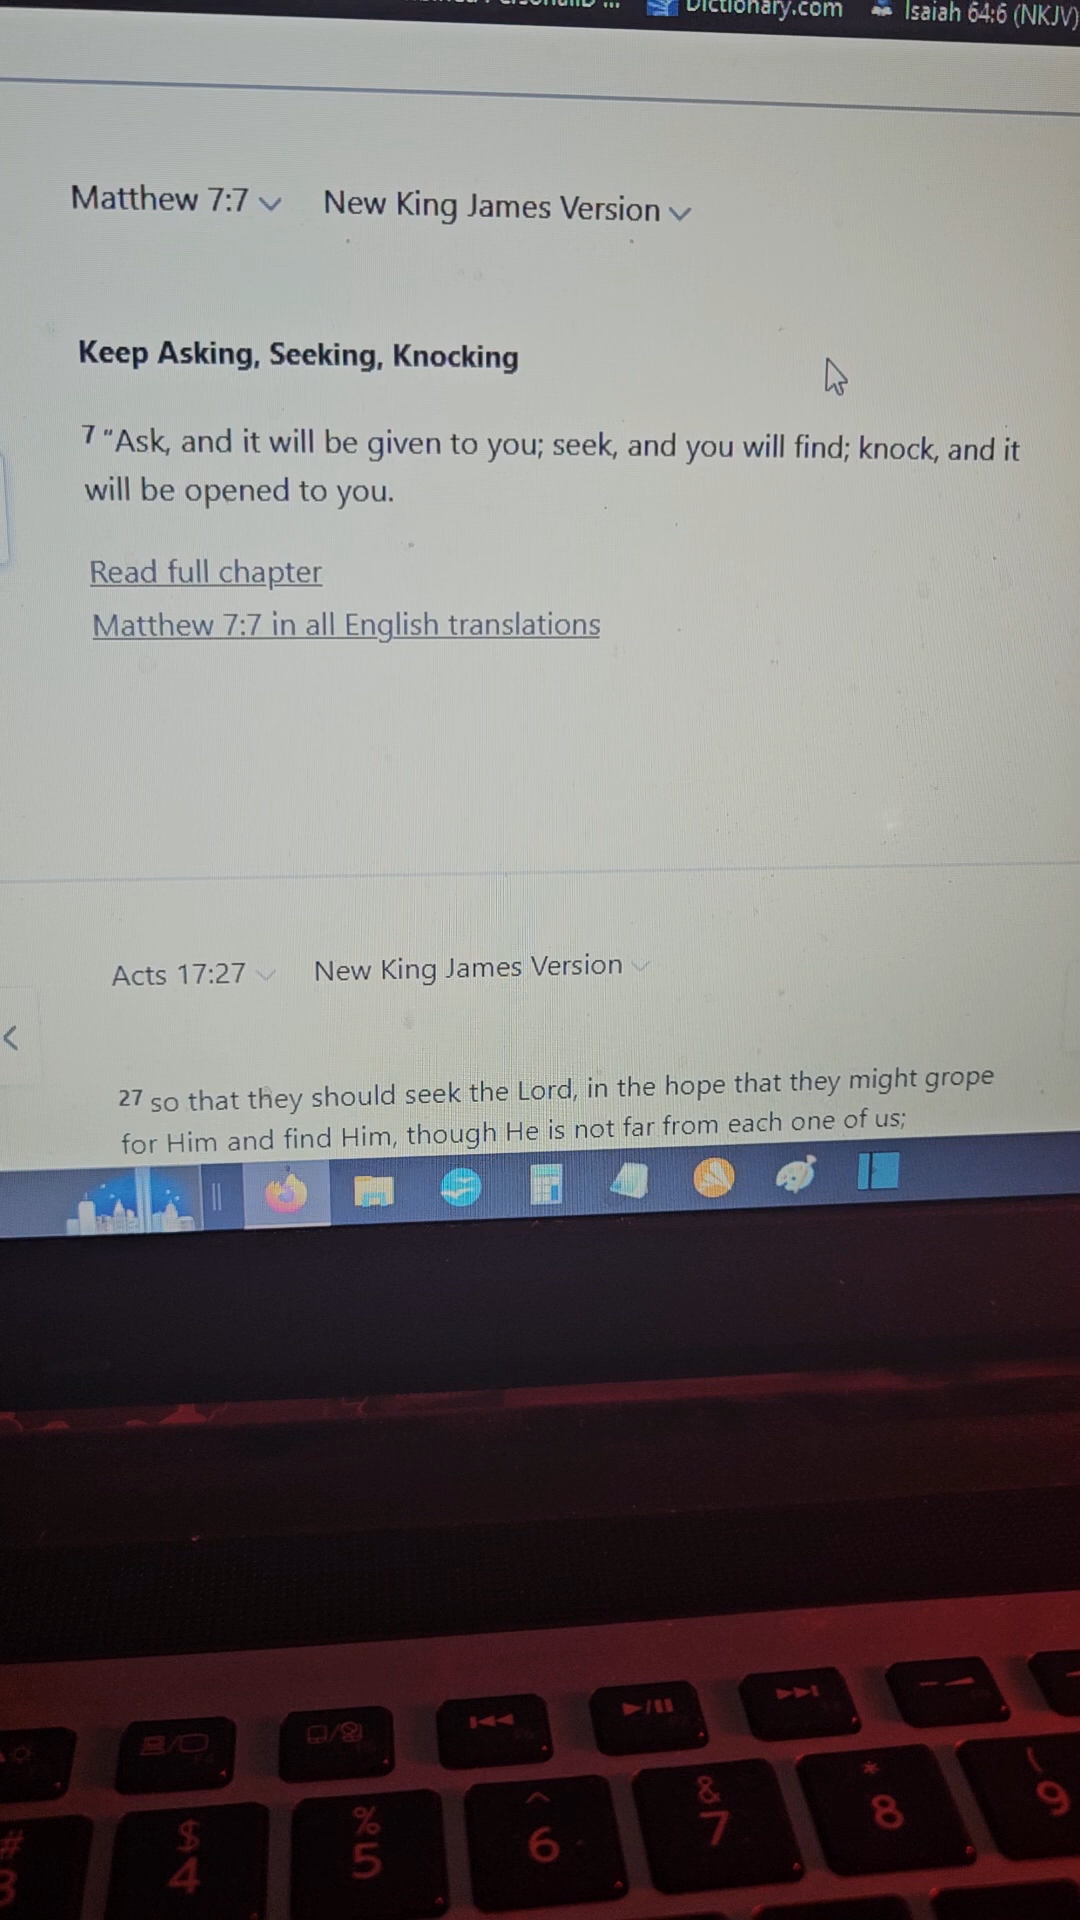 Dictionary.com Isaiah 64:6 (NKJV)
Matthew 7:7 New King James Version
Keep Asking, Seeking, Knocking
7 "Ask, and it will be given to you; seek, and you will find; knock, and it
will be opened to you.
Read full chapter
Matthew 7:7 in all English translations
Acts 17:27 New King James Version
27 so that they should seek the Lord, in the hope that they might grope
for Him and find Him, though He is not far from each one of us;
# $ % ^ & * (
3 4 5 6 7 8 9